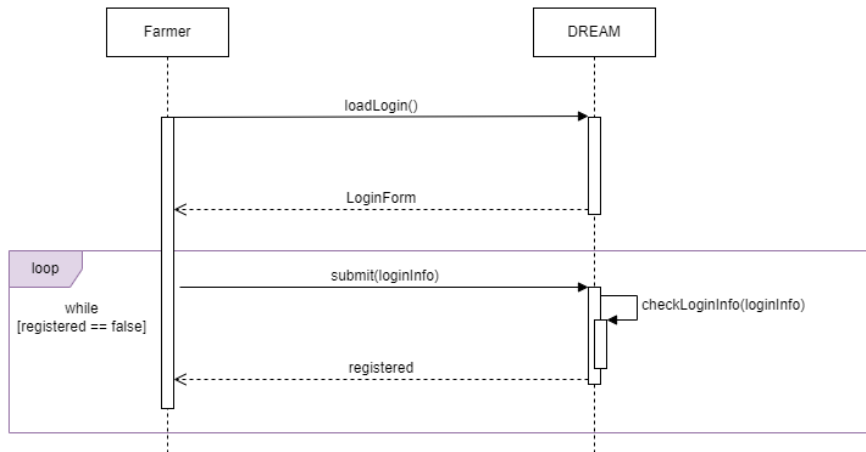 Farmer
DREAM
loadLogin()
LoginForm
loop
submit(loginInfo)
while
[registered == false]
checkLoginInfo(loginInfo)
registered